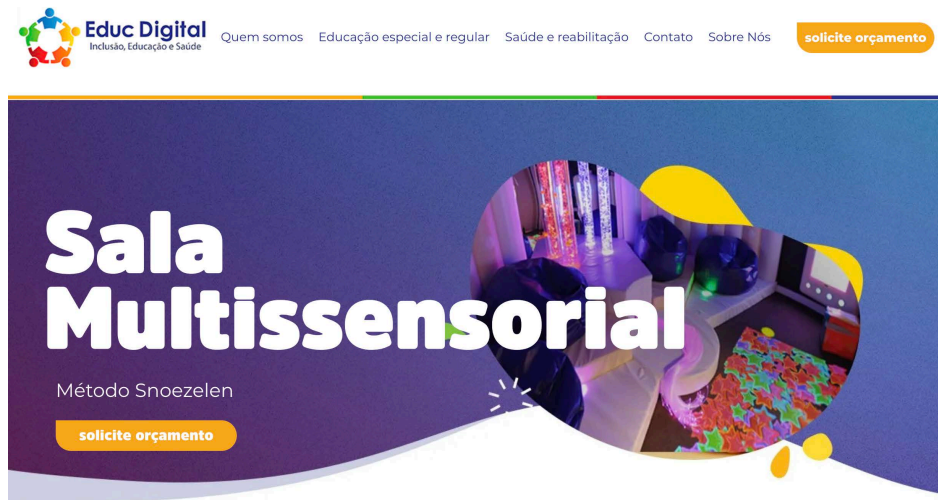 Educ Digital
Inclusão, Educação e Saúde
Quem somos Educação especial e regular Saúde e reabilitação Contato Sobre Nós solicite orçamento
Sala
Multissensorial
Método Snoezelen
solicite orçamento